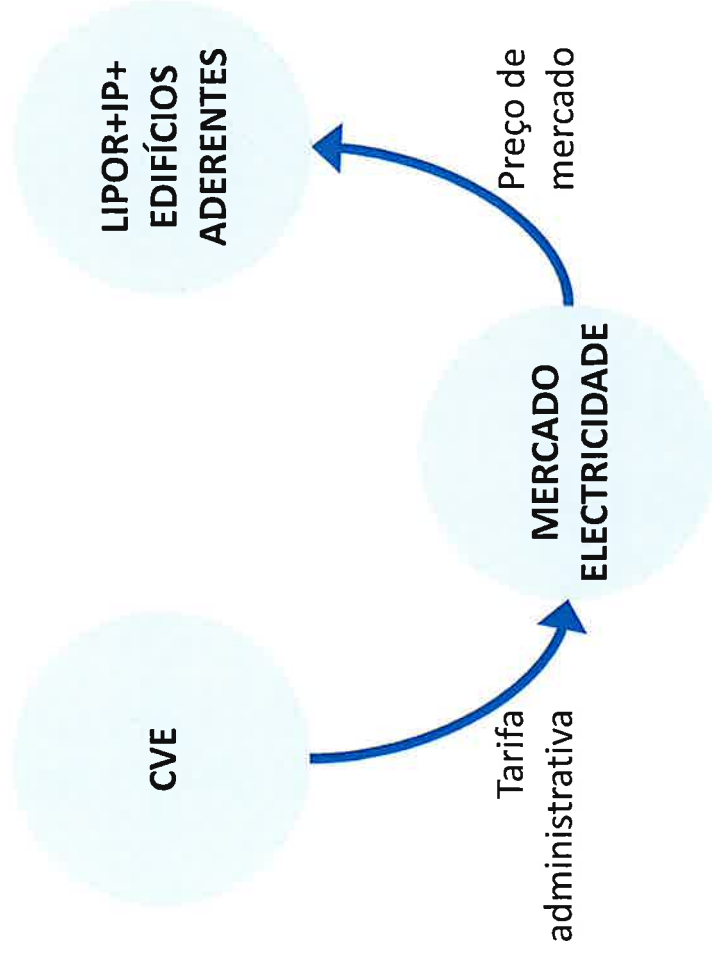 CVE
Tarifa
administrativa
MERCADO
ELECTRICIDADE
Preço de
mercado
LIPOR+IP+
EDIFÍCIOS
ADERENTES